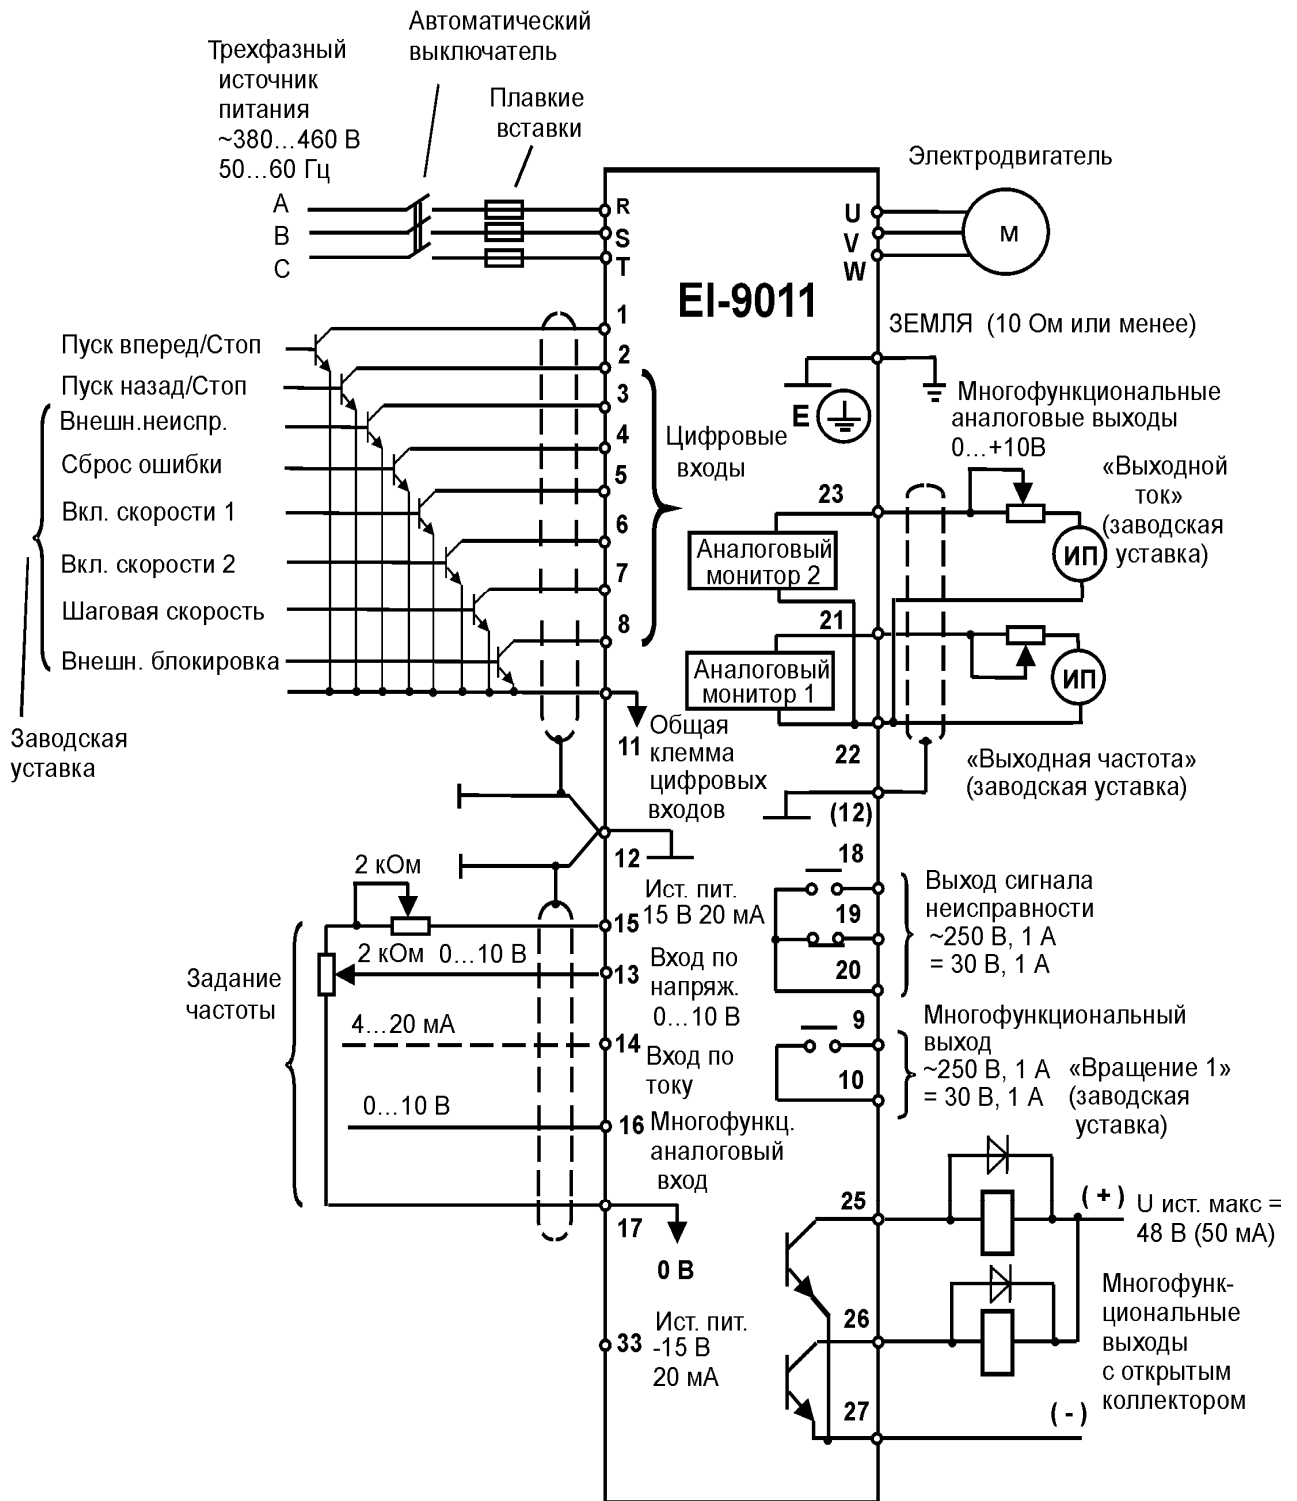 Автоматический
выключатель
Трехфазный
источник
питания
~380...460 В
50...60 Гц
Плавкие
вставки
Электродвигатель
A
B
C
R
S
T
U
V
W
М
EI-9011
ЗЕМЛЯ (10 Ом или менее)
E
Пуск вперед/Стоп
Пуск назад/Стоп
Внешн.неиспр.
Сброс ошибки
Вкл. скорости 1
Вкл. скорости 2
Шаговая скорость
Внешн. блокировка
Заводская
уставка
1
2
3
4
5
6
7
8
Цифровые
входы
11
Общая
клемма
цифровых
входов
12
Многофункциональные
аналоговые выходы
0...+10В
«Выходной
ток»
(заводская
уставка)
23
Аналоговый
монитор 2
ИП
21
Аналоговый
монитор 1
ИП
22
«Выходная частота»
(заводская уставка)
(12)
2 кОм
2 кОм 0...10 В
4...20 мА
0...10 В
Задание
частоты
15
Ист. пит.
15 В 20 мА
13
Вход по
напряж.
0...10 В
14
Вход по
току
16
Многофункц.
аналоговый
вход
17
0 В
33
Ист. пит.
-15 В
20 мА
18
19
20
Выход сигнала
неисправности
~250 В, 1 А
= 30 В, 1 А
9
10
Многофункциональный
выход
~250 В, 1 А
= 30 В, 1 А
«Вращение 1»
(заводская
уставка)
25
26
27
(+)
U ист. макс =
48 В (50 мА)
Многофунк-
циональные
выходы
с открытым
коллектором
(-)